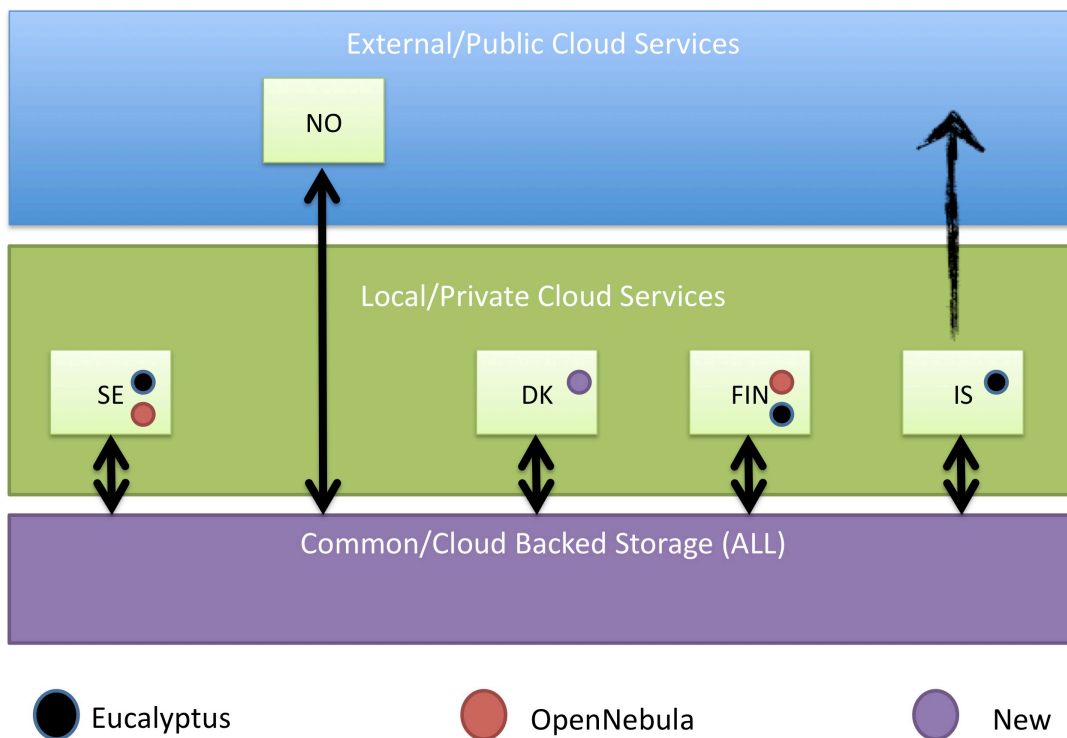 External/Public Cloud Services
NO
Local/Private Cloud Services
SE
DK
FIN
IS
Common/Cloud Backed Storage (ALL)
Eucalyptus
OpenNebula
New